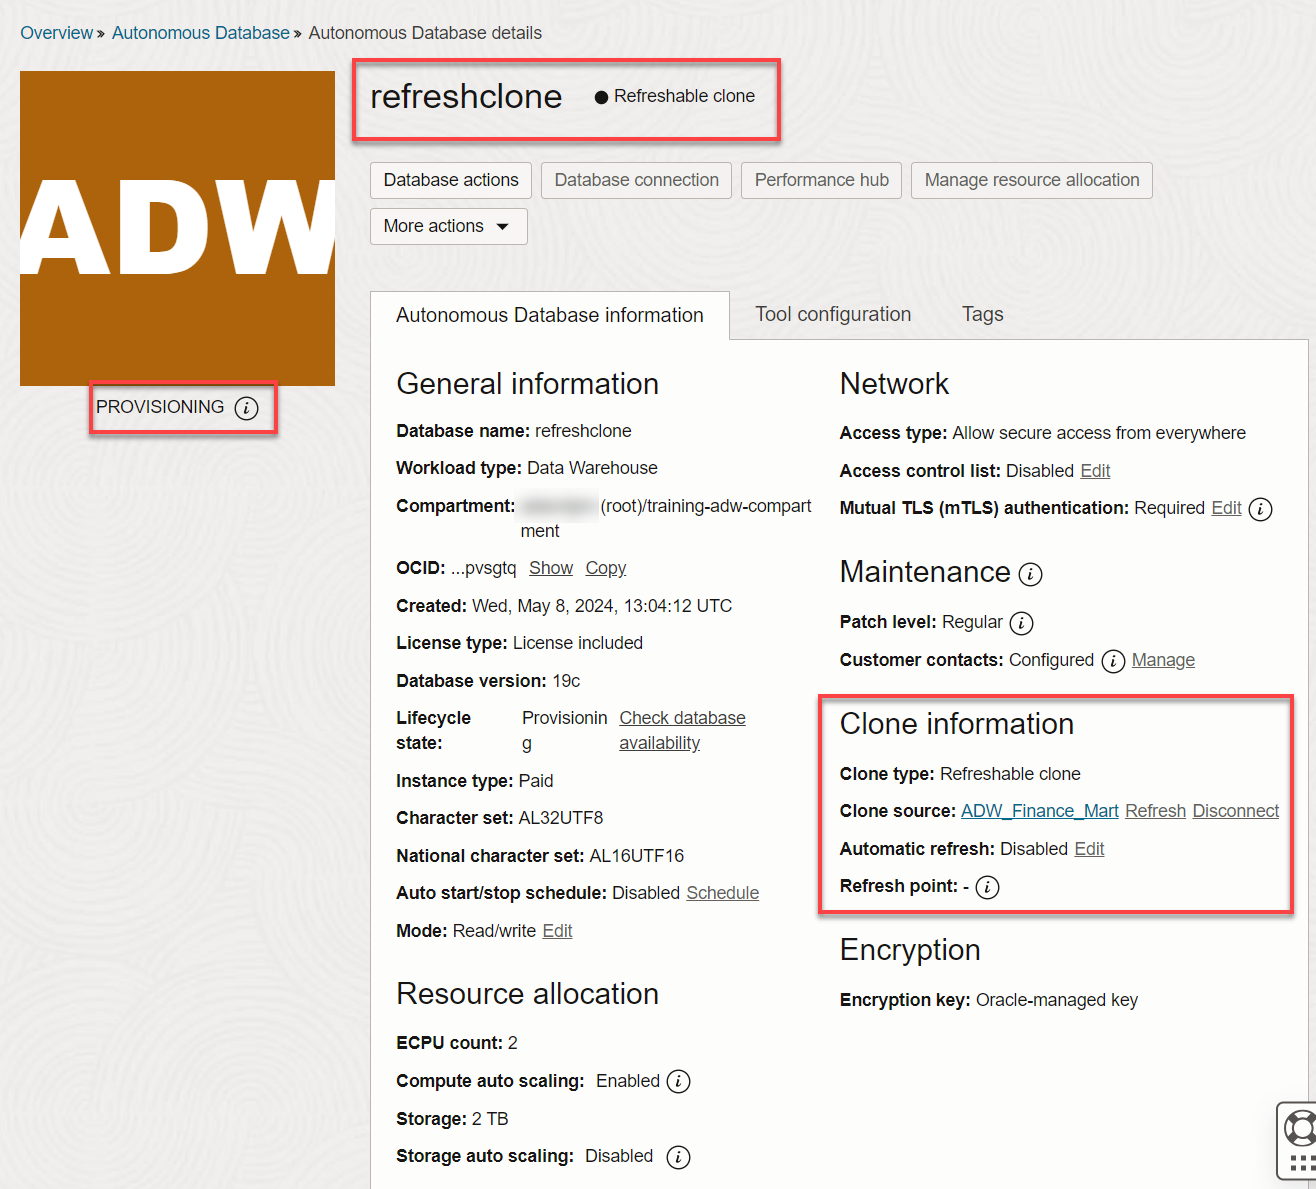 Overview » Autonomous Database » Autonomous Database details
ADW
PROVISIONING
refreshclone ● Refreshable clone
Database actions Database connection Performance hub Manage resource allocation
More actions
Autonomous Database information Tool configuration Tags
General information
Database name: refreshclone
Workload type: Data Warehouse
Compartment: (root)/training-adw-compart
ment
OCID: ...pvsgtq Show Copy
Created: Wed, May 8, 2024, 13:04:12 UTC
License type: License included
Database version: 19c
Lifecycle Provisionin Check database
state: g availability
Instance type: Paid
Character set: AL32UTF8
National character set: AL16UTF16
Auto start/stop schedule: Disabled Schedule
Mode: Read/write Edit
Resource allocation
ECPU count: 2
Compute auto scaling: Enabled
Storage: 2 TB
Storage auto scaling: Disabled
Network
Access type: Allow secure access from everywhere
Access control list: Disabled Edit
Mutual TLS (mTLS) authentication: Required Edit
Maintenance
Patch level: Regular
Customer contacts: Configured Manage
Clone information
Clone type: Refreshable clone
Clone source: ADW_Finance_Mart Refresh Disconnect
Automatic refresh: Disabled Edit
Refresh point: -
Encryption
Encryption key: Oracle-managed key